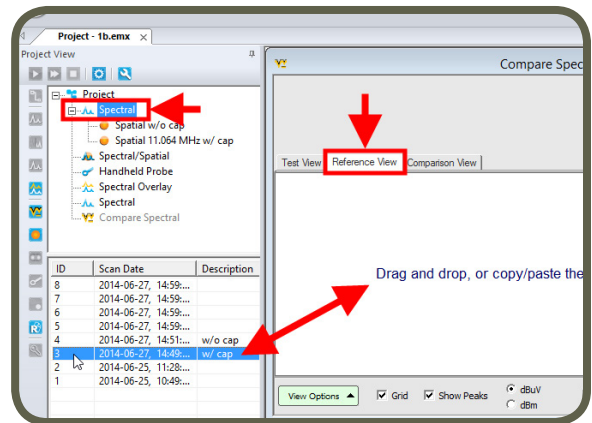 Project - 1b.emx ×
Project View
Compare Spec
Project
Spectral
Spatial w/o cap
Spatial 11.064 MHz w/ cap
Spectral/Spatial
Handheld Probe
Spectral Overlay
Spectral
Compare Spectral
Test View Reference View Comparison View
ID Scan Date Description
8 2014-06-27, 14:59:...
7 2014-06-27, 14:59:...
6 2014-06-27, 14:59:...
5 2014-06-27, 14:59:...
4 2014-06-27, 14:51:... w/o cap
3 2014-06-27, 14:49:... w/ cap
2 2014-06-25, 11:28:...
1 2014-06-25, 10:49:...
Drag and drop, or copy/paste the
View Options Grid Show Peaks dBuV
dBm